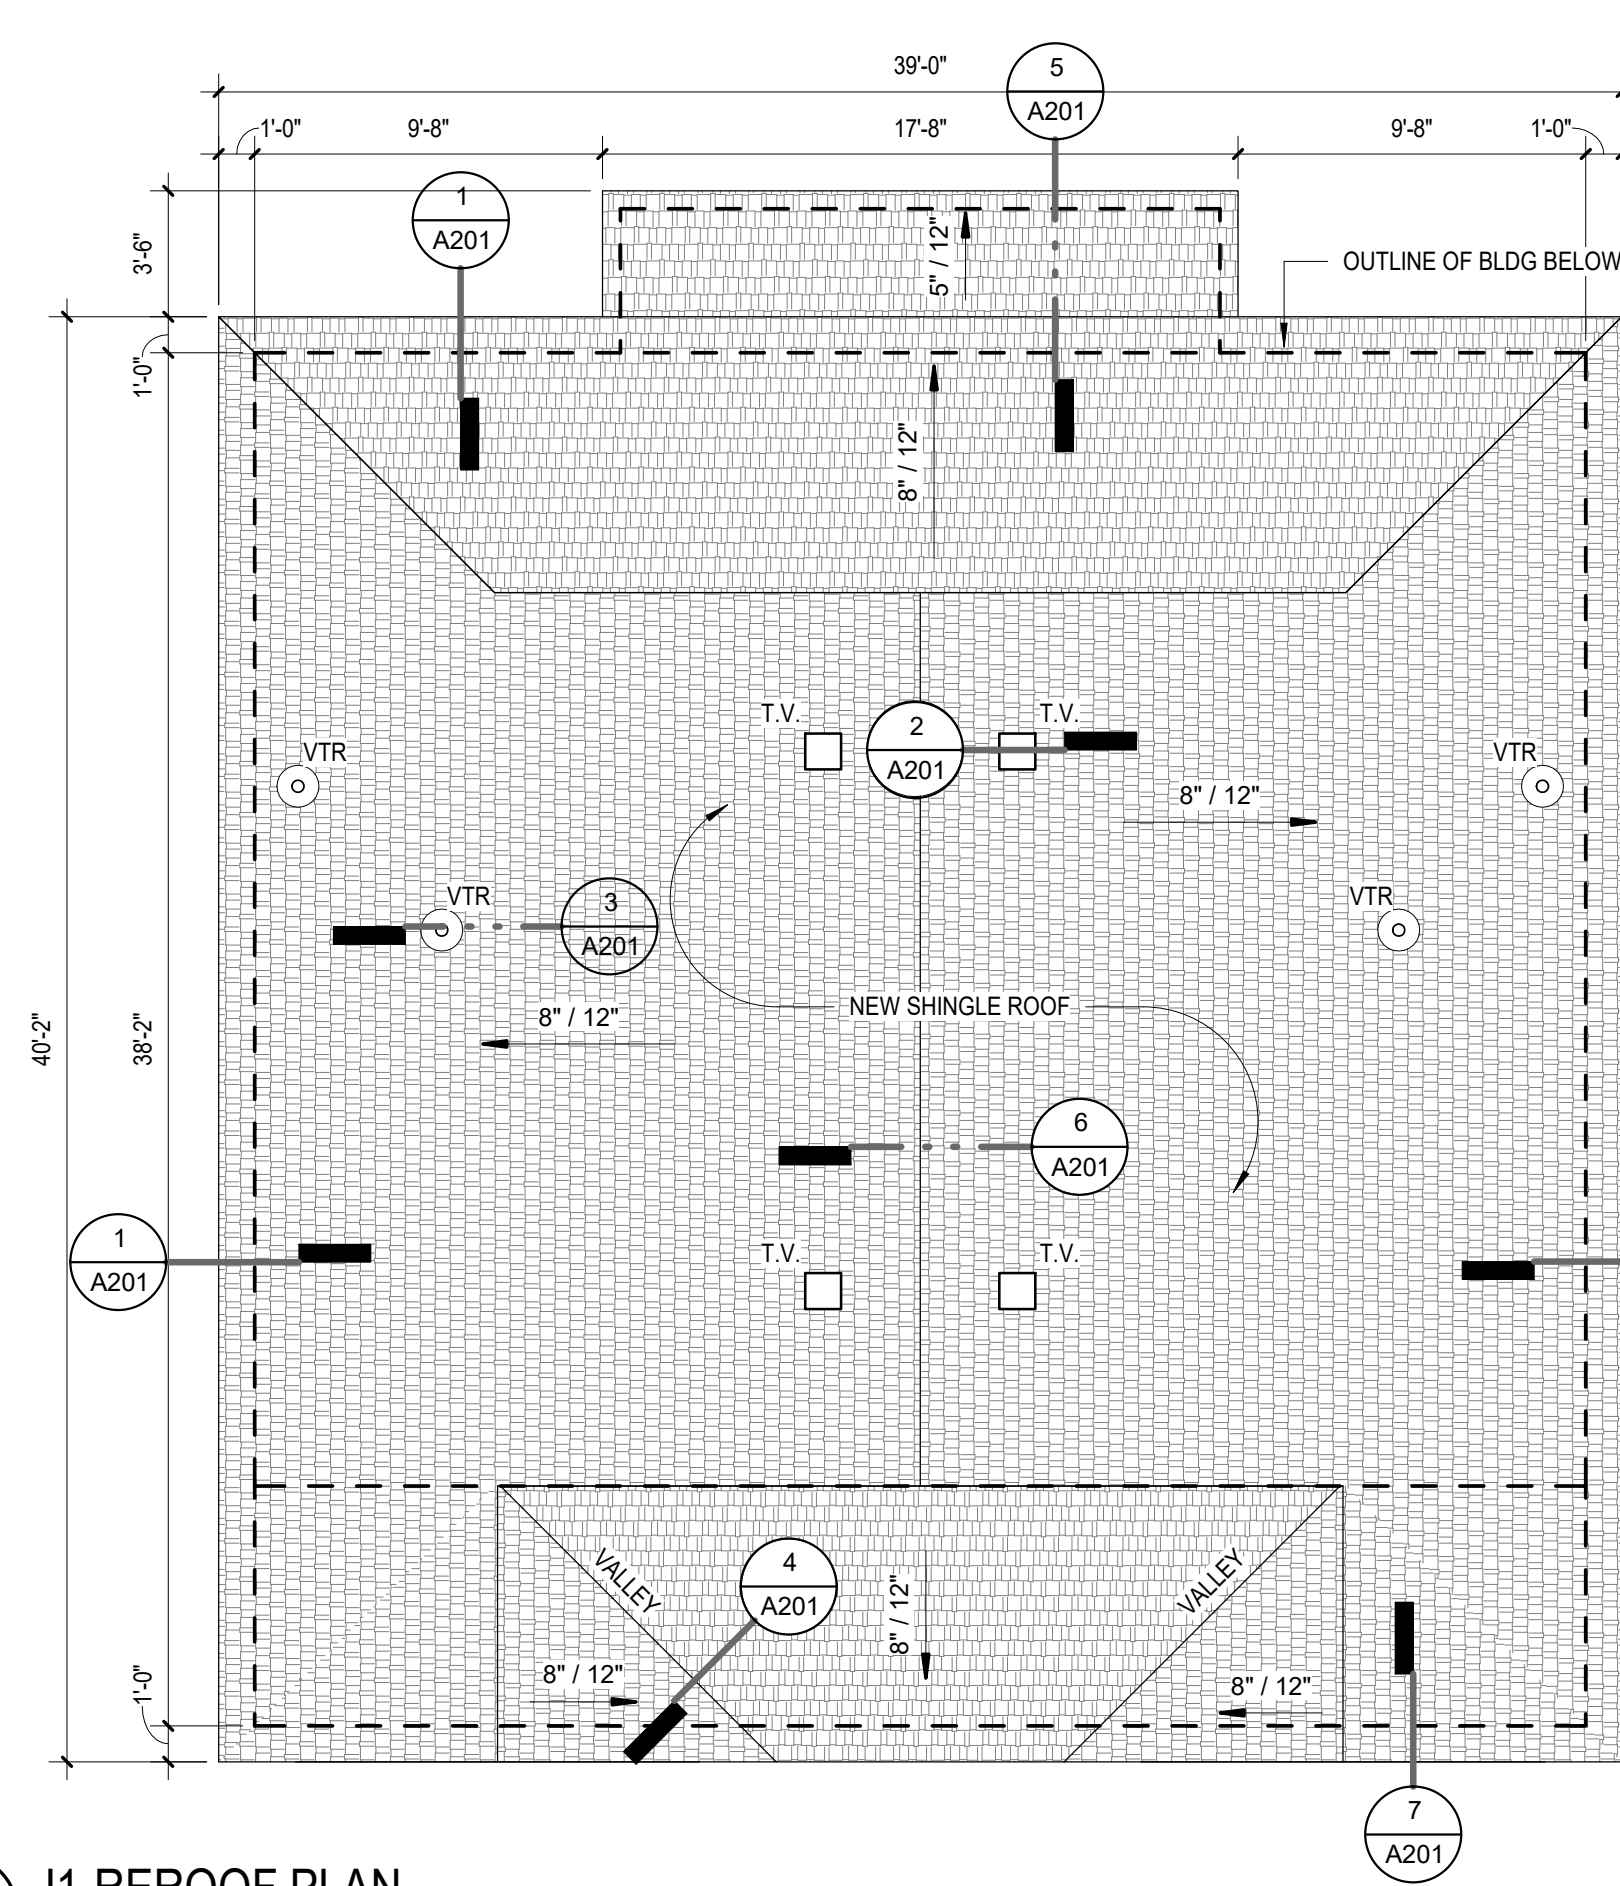 39'-0"
5
A201
1'-0"
9'-8"
17'-8"
9'-8"
1'-0"
1
A201
3'-6"
5" / 12"
OUTLINE OF BLDG BELOW
1'-0"
8" / 12"
T.V.
2
A201
T.V.
VTR
VTR
8" / 12"
VTR
3
A201
VTR
NEW SHINGLE ROOF
8" / 12"
40'-2"
38'-2"
6
A201
1
A201
T.V.
T.V.
VALLEY
4
A201
8" / 12"
VALLEY
8" / 12"
8" / 12"
1'-0"
7
A201
REROOF PLAN